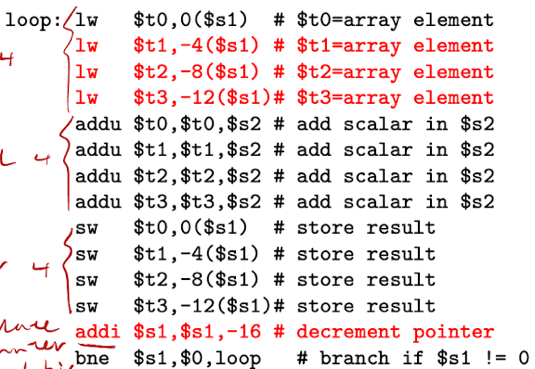 loop: lw $t0,0($s1) # $t0=array element
4 lw $t1,-4($s1) # $t1=array element
lw $t2,-8($s1) # $t2=array element
lw $t3,-12($s1)# $t3=array element
addu $t0,$t0,$s2 # add scalar in $s2
4 addu $t1,$t1,$s2 # add scalar in $s2
addu $t2,$t2,$s2 # add scalar in $s2
addu $t3,$t3,$s2 # add scalar in $s2
sw $t0,0($s1) # store result
4 sw $t1,-4($s1) # store result
sw $t2,-8($s1) # store result
sw $t3,-12($s1)# store result
addi $s1,$s1,-16 # decrement pointer
bne $s1,$0,loop # branch if $s1 != 0